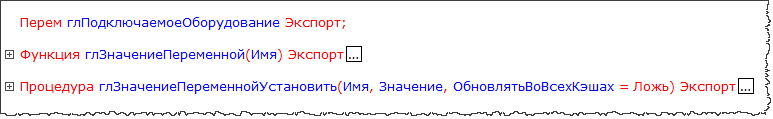 Перем глПодключаемоеОборудование Экспорт;
Функция глЗначениеПеременной(Имя) Экспорт...
Процедура глЗначениеПеременнойУстановить(Имя, Значение, ОбновлятьВоВсехКэшах = Ложь) Экспорт...